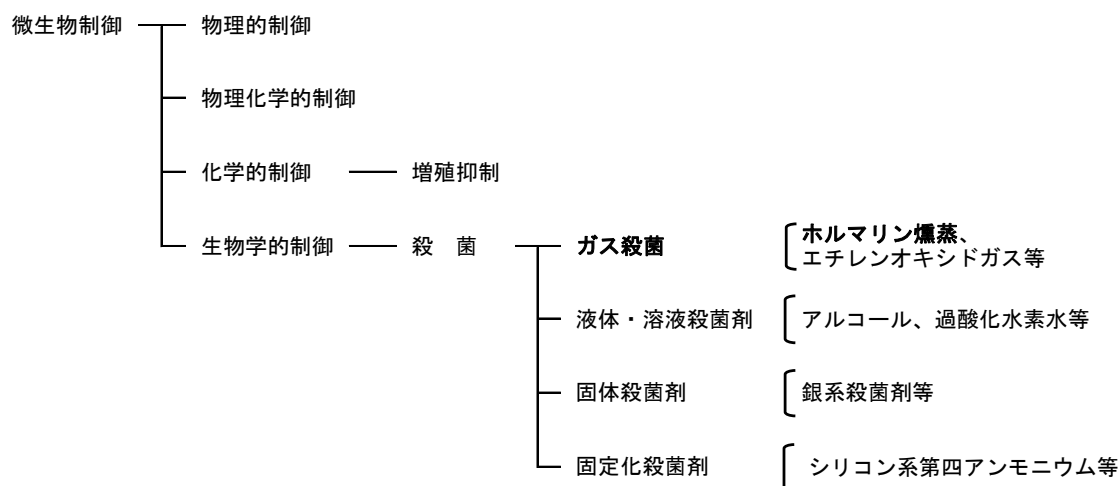 微生物制御 物理的制御
物理化学的制御
化学的制御 増殖抑制
生物学的制御 殺　菌 ガス殺菌 ホルマリン燻蒸、
エチレンオキシドガス等
液体・溶液殺菌剤 アルコール、過酸化水素水等
固体殺菌剤 銀系殺菌剤等
固定化殺菌剤 シリコン系第四アンモニウム等